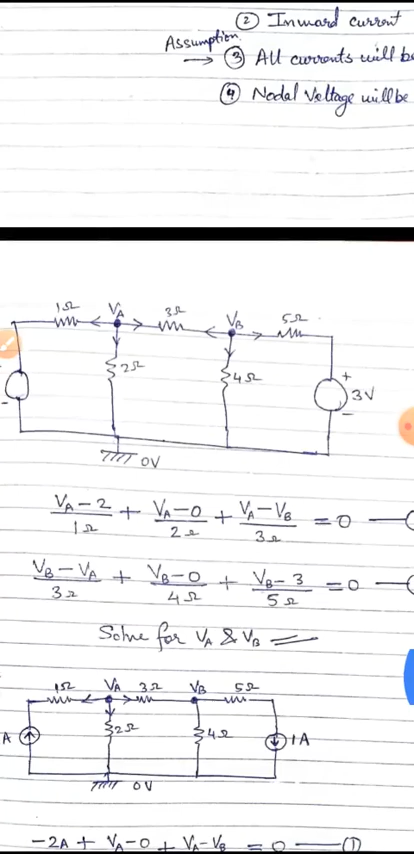 ② Inward current
Assumption
→ ③ All currents will be
④ Nodal Voltage will be
1Ω VA 3Ω VB 5Ω
2Ω 4Ω + 3V -
-
0V
VA-2/1Ω + VA-0/2Ω + VA-VB/3Ω = 0
VB-VA/3Ω + VB-0/4Ω + VB-3/5Ω = 0
Solve for VA & VB
1Ω VA 3Ω VB 5Ω
A 2Ω 4Ω 1A
0V
-2A + VA-0 + VA-VB = 0 — ①